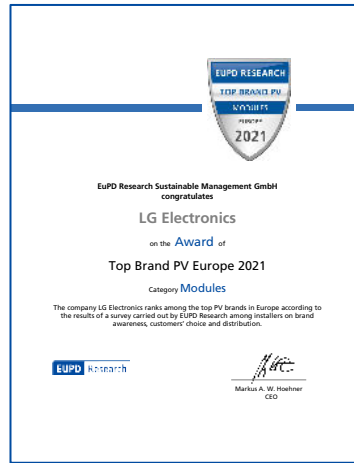 EUPD RESEARCH
TOP BRAND PV
MODULES
EUROPE
2021
EuPD Research Sustainable Management GmbH
congratulates
LG Electronics
on the Award of
Top Brand PV Europe 2021
Category Modules
The company LG Electronics ranks among the top PV brands in Europe according to
the results of a survey carried out by EUPD Research among installers on brand
awareness, customers' choice and distribution.
EUPD Research
Markus A. W. Hoehner
CEO